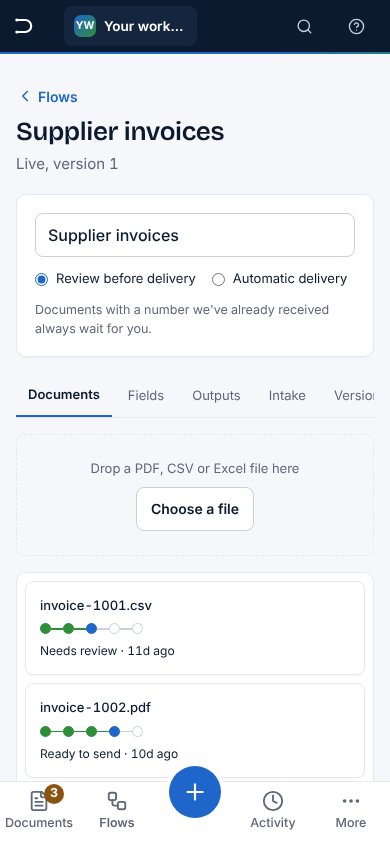 YW Your work...
Flows
Supplier invoices
Live, version 1
Supplier invoices
Review before delivery Automatic delivery
Documents with a number we've already received
always wait for you.
Documents Fields Outputs Intake Version
Drop a PDF, CSV or Excel file here
Choose a file
invoice-1001.csv
Needs review · 11d ago
invoice-1002.pdf
Ready to send · 10d ago
3
Documents Flows Activity More